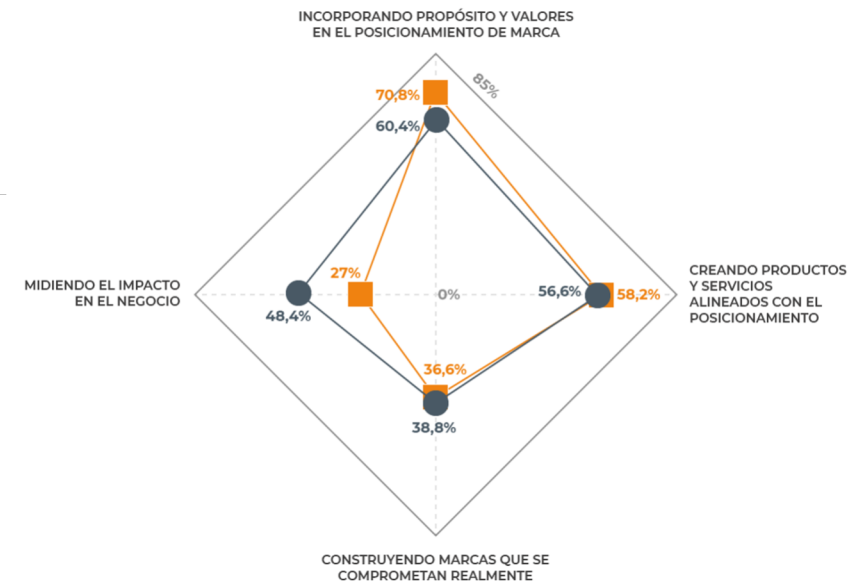 INCORPORANDO PROPÓSITO Y VALORES
EN EL POSICIONAMIENTO DE MARCA
85%
70,8%
60,4%
MIDIENDO EL IMPACTO
EN EL NEGOCIO
27%
48,4%
0%
56,6%
58,2%
CREANDO PRODUCTOS
Y SERVICIOS
ALINEADOS CON EL
POSICIONAMIENTO
36,6%
38,8%
CONSTRUYENDO MARCAS QUE SE
COMPROMETAN REALMENTE